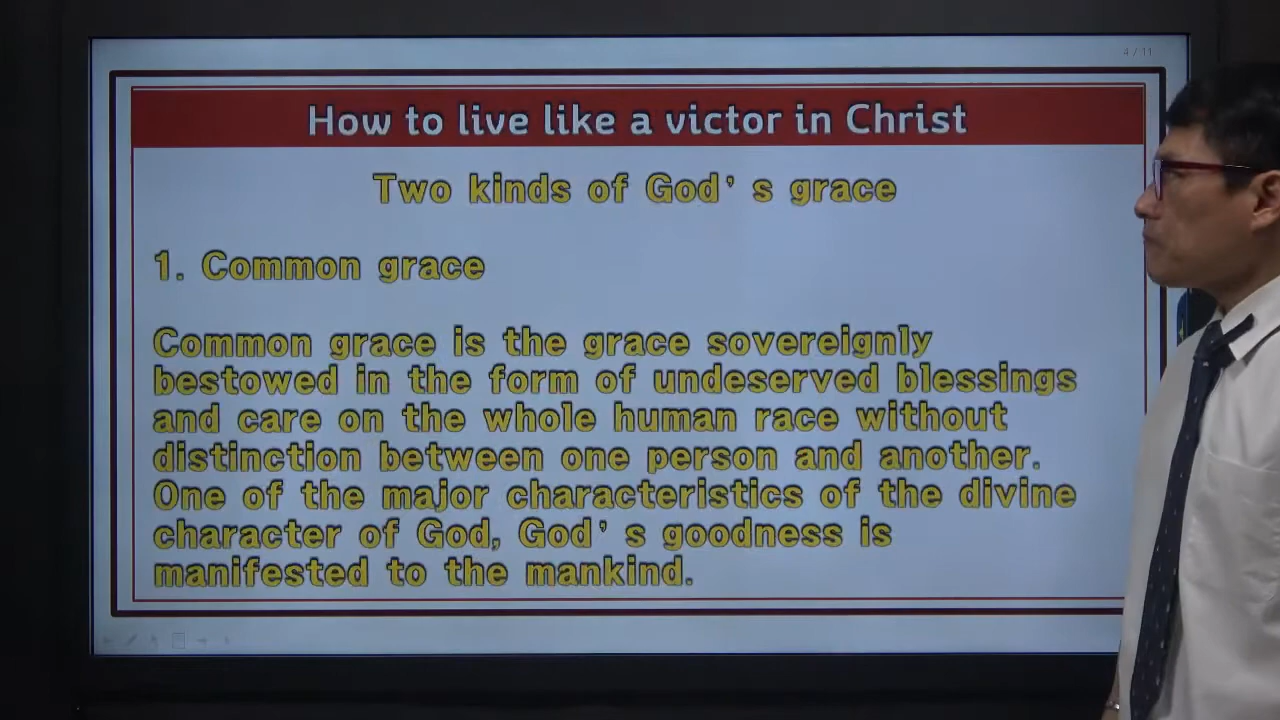 4 / 11
How to live like a victor in Christ
Two kinds of God's grace
1. Common grace
Common grace is the grace sovereignly
bestowed in the form of undeserved blessings
and care on the whole human race without
distinction between one person and another.
One of the major characteristics of the divine
character of God, God's goodness is
manifested to the mankind.